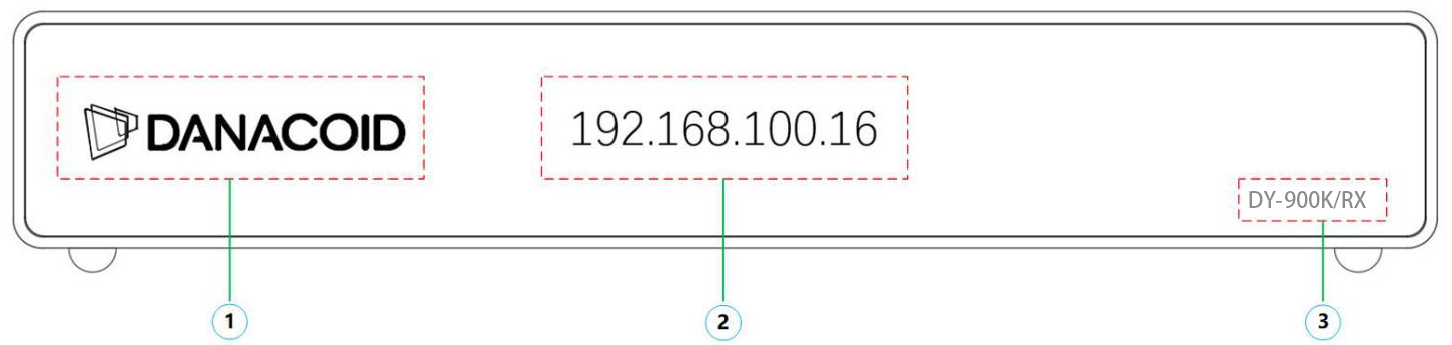 DANACOID
192.168.100.16
DY-900K/RX
1
2
3